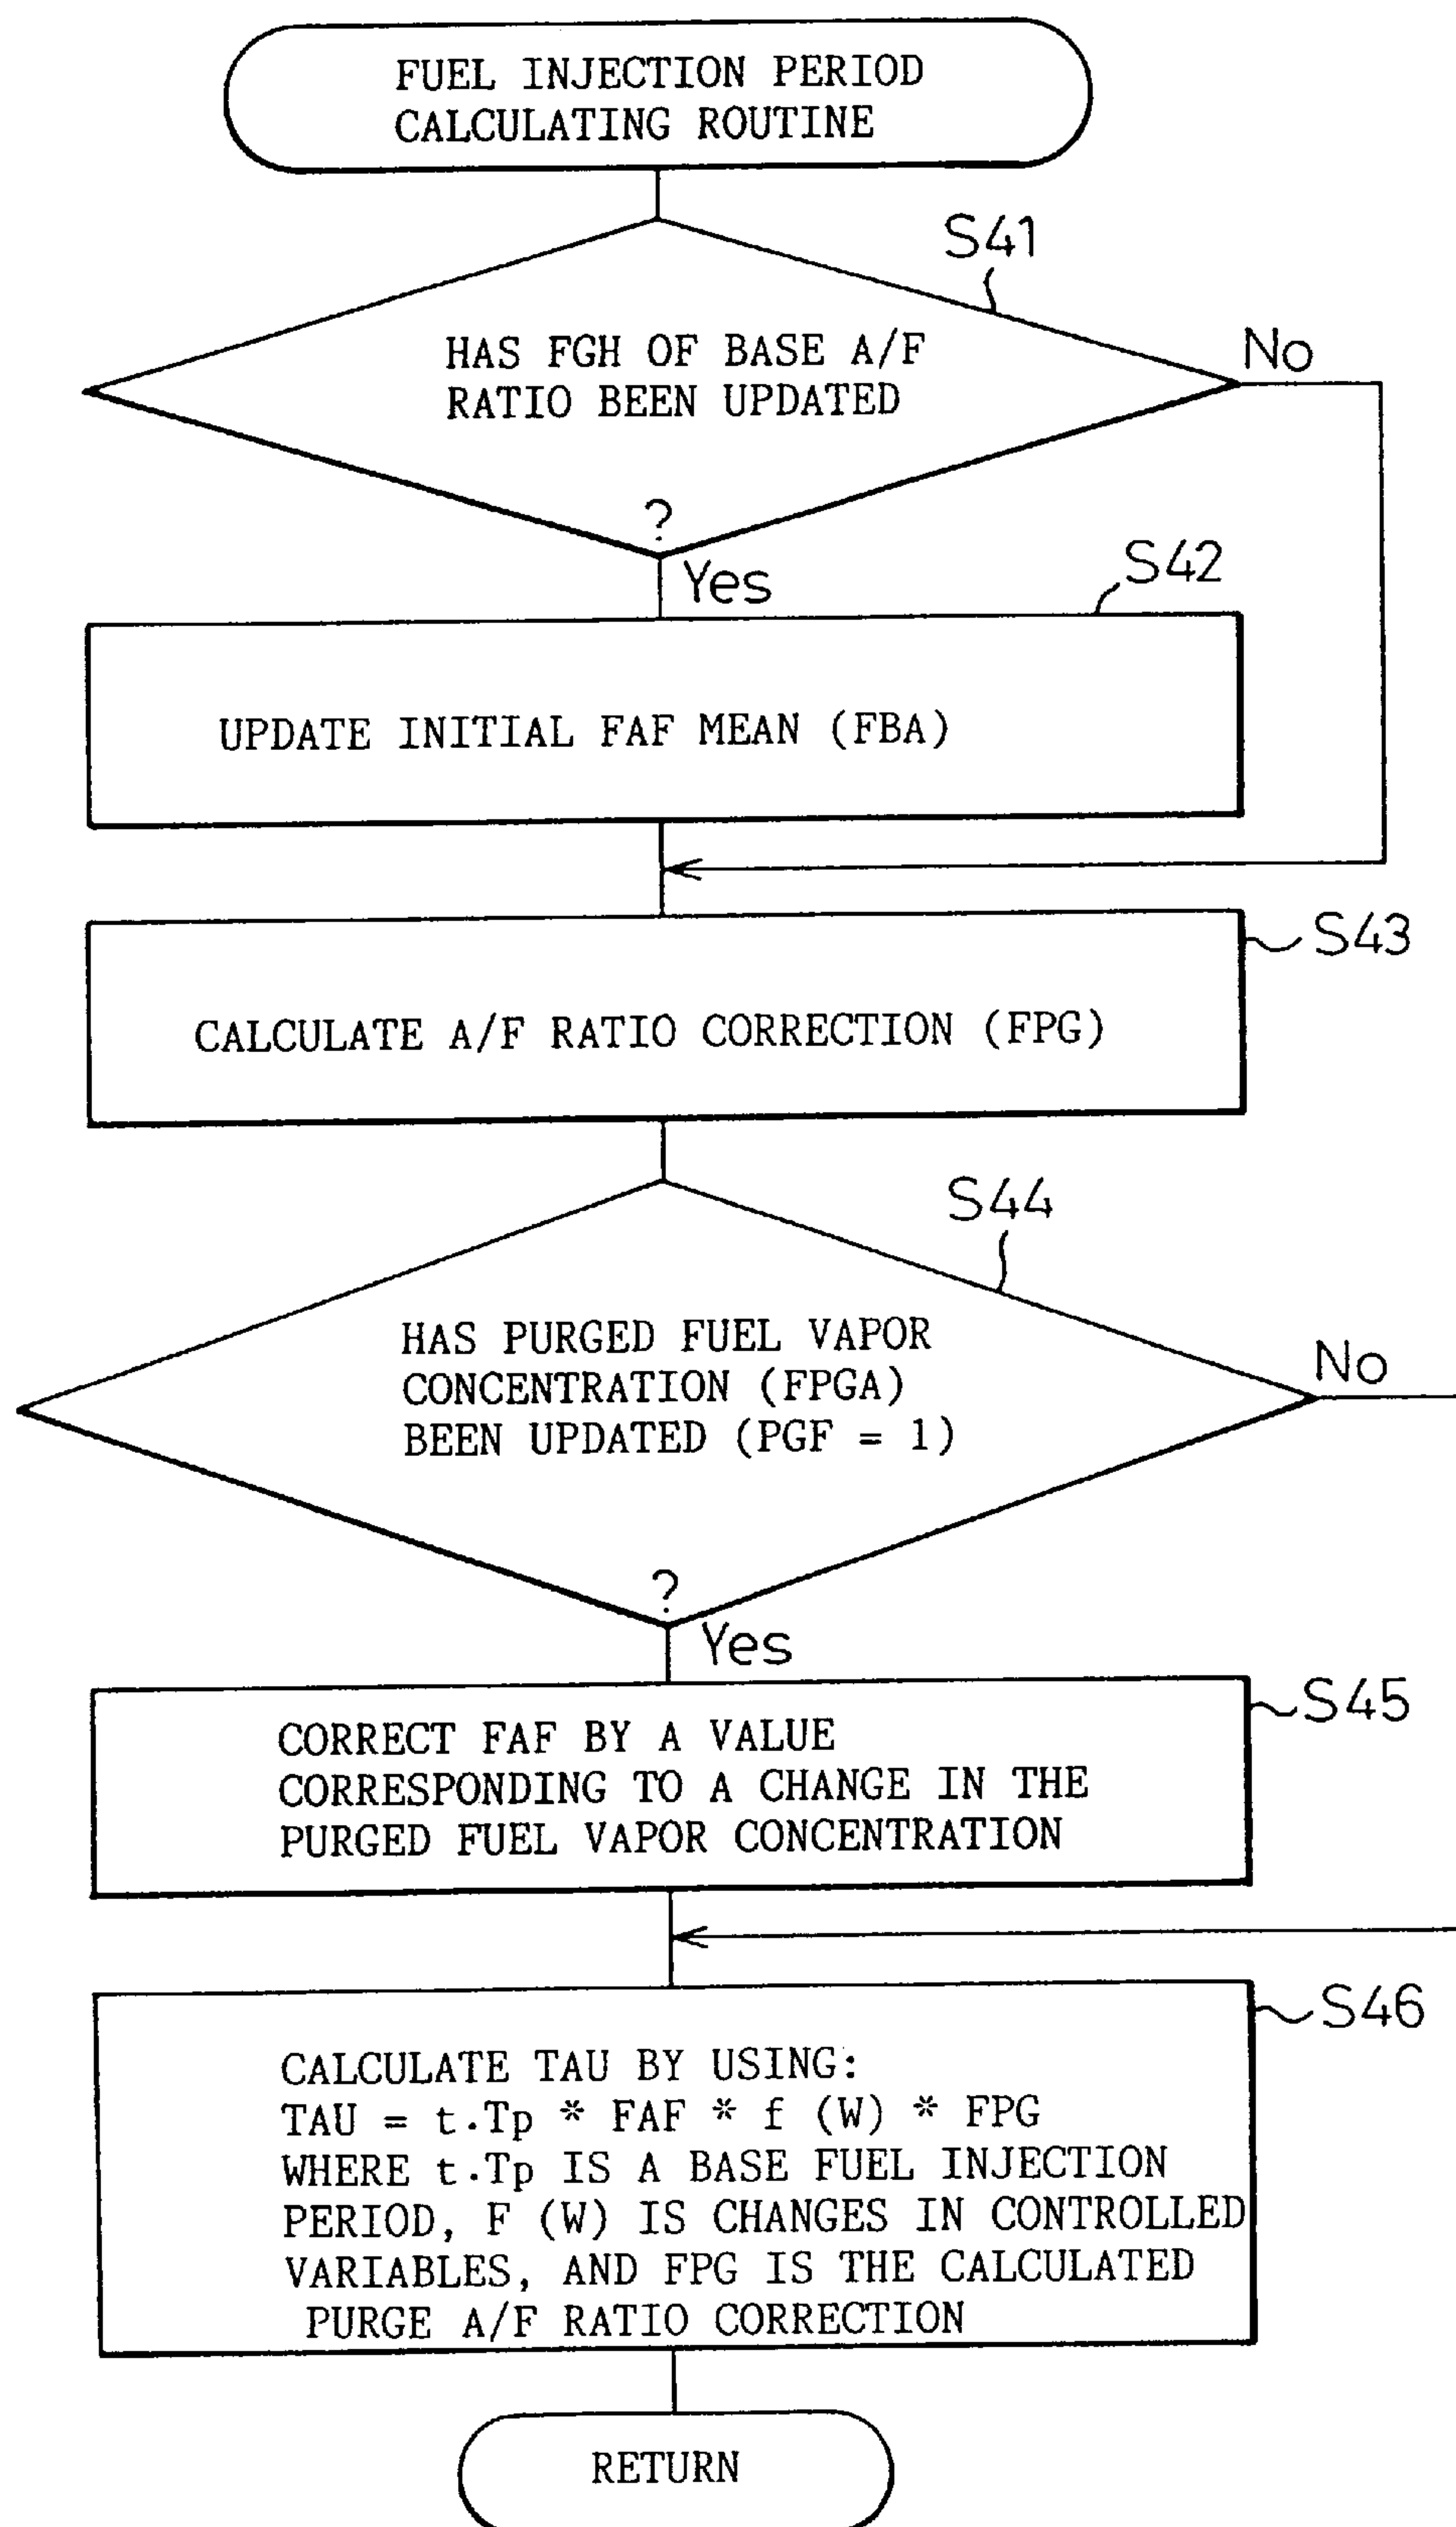 FUEL INJECTION PERIOD
CALCULATING ROUTINE
S41
HAS FGH OF BASE A/F
RATIO BEEN UPDATED
?
No
Yes
S42
UPDATE INITIAL FAF MEAN (FBA)
S43
CALCULATE A/F RATIO CORRECTION (FPG)
S44
HAS PURGED FUEL VAPOR
CONCENTRATION (FPGA)
BEEN UPDATED (PGF = 1)
?
No
Yes
S45
CORRECT FAF BY A VALUE
CORRESPONDING TO A CHANGE IN THE
PURGED FUEL VAPOR CONCENTRATION
S46
CALCULATE TAU BY USING:
TAU = t.Tp * FAF * f (W) * FPG
WHERE t.Tp IS A BASE FUEL INJECTION
PERIOD, F (W) IS CHANGES IN CONTROLLED
VARIABLES, AND FPG IS THE CALCULATED
PURGE A/F RATIO CORRECTION
RETURN